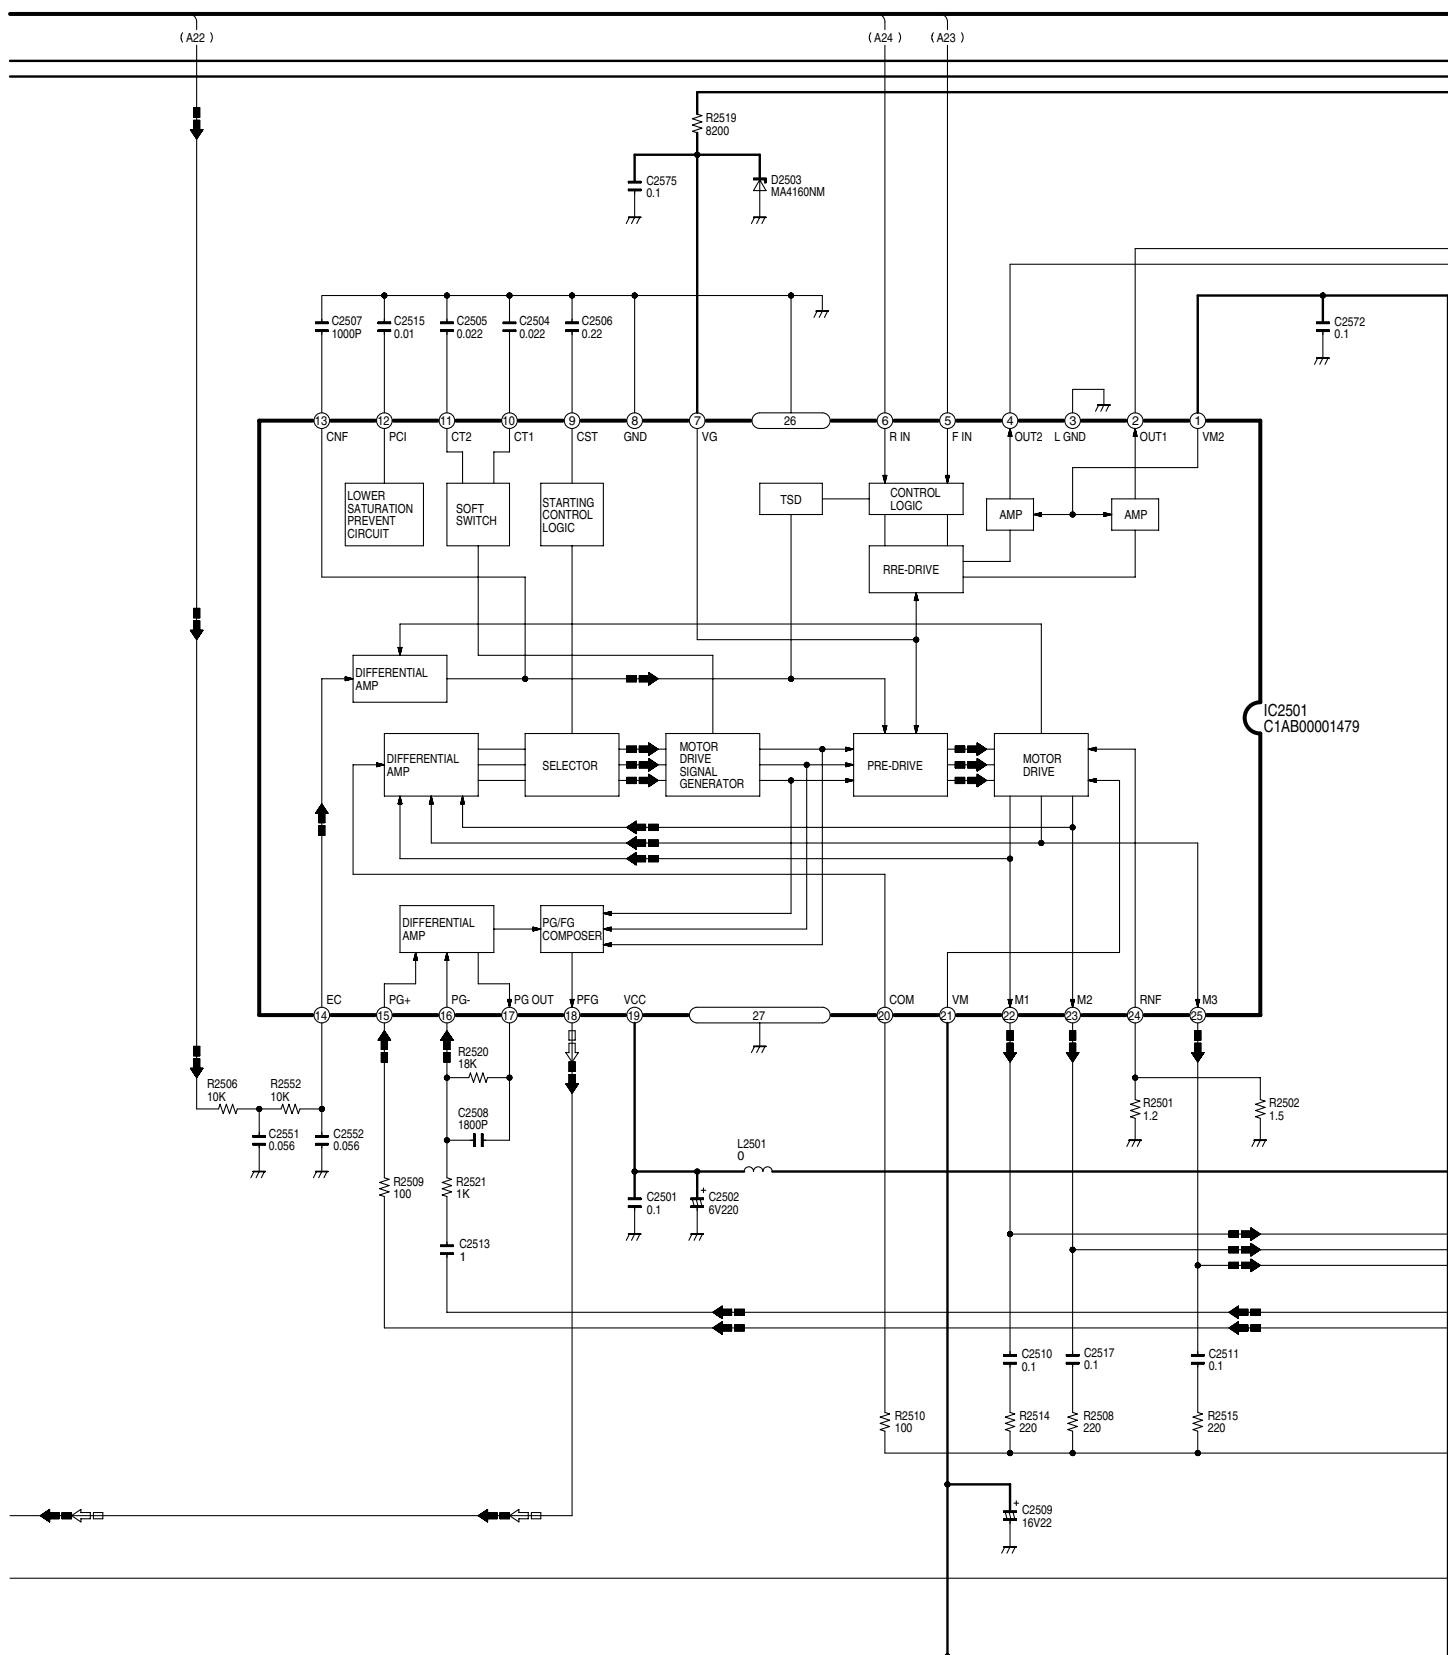 (A22)
(A24)
(A23)
R2519
8200
C2575
0.1
D2503
MA4160NM
C2507
1000P
C2515
0.01
C2505
0.022
C2504
0.022
C2506
0.22
C2572
0.1
13
12
11
10
9
8
7
26
6
5
4
3
2
1
CNF
PCI
CT2
CT1
CST
GND
VG
R IN
F IN
OUT2
L GND
OUT1
VM2
LOWER
SATURATION
PREVENT
CIRCUIT
SOFT
SWITCH
STARTING
CONTROL
LOGIC
TSD
CONTROL
LOGIC
AMP
AMP
RRE-DRIVE
DIFFERENTIAL
AMP
IC2501
C1AB00001479
DIFFERENTIAL
AMP
SELECTOR
MOTOR
DRIVE
SIGNAL
GENERATOR
PRE-DRIVE
MOTOR
DRIVE
DIFFERENTIAL
AMP
PG/FG
COMPOSER
EC
PG+
PG-
PG OUT
PFG
VCC
COM
VM
M1
M2
RNF
M3
14
15
16
17
18
19
27
20
21
22
23
24
25
R2506
10K
R2552
10K
R2520
18K
C2508
1800P
C2551
0.056
C2552
0.056
R2501
1.2
R2502
1.5
L2501
0
R2509
100
R2521
1K
C2501
0.1
C2502
6V220
+
C2513
1
C2510
0.1
C2517
0.1
C2511
0.1
R2510
100
R2514
220
R2508
220
R2515
220
+
C2509
16V22